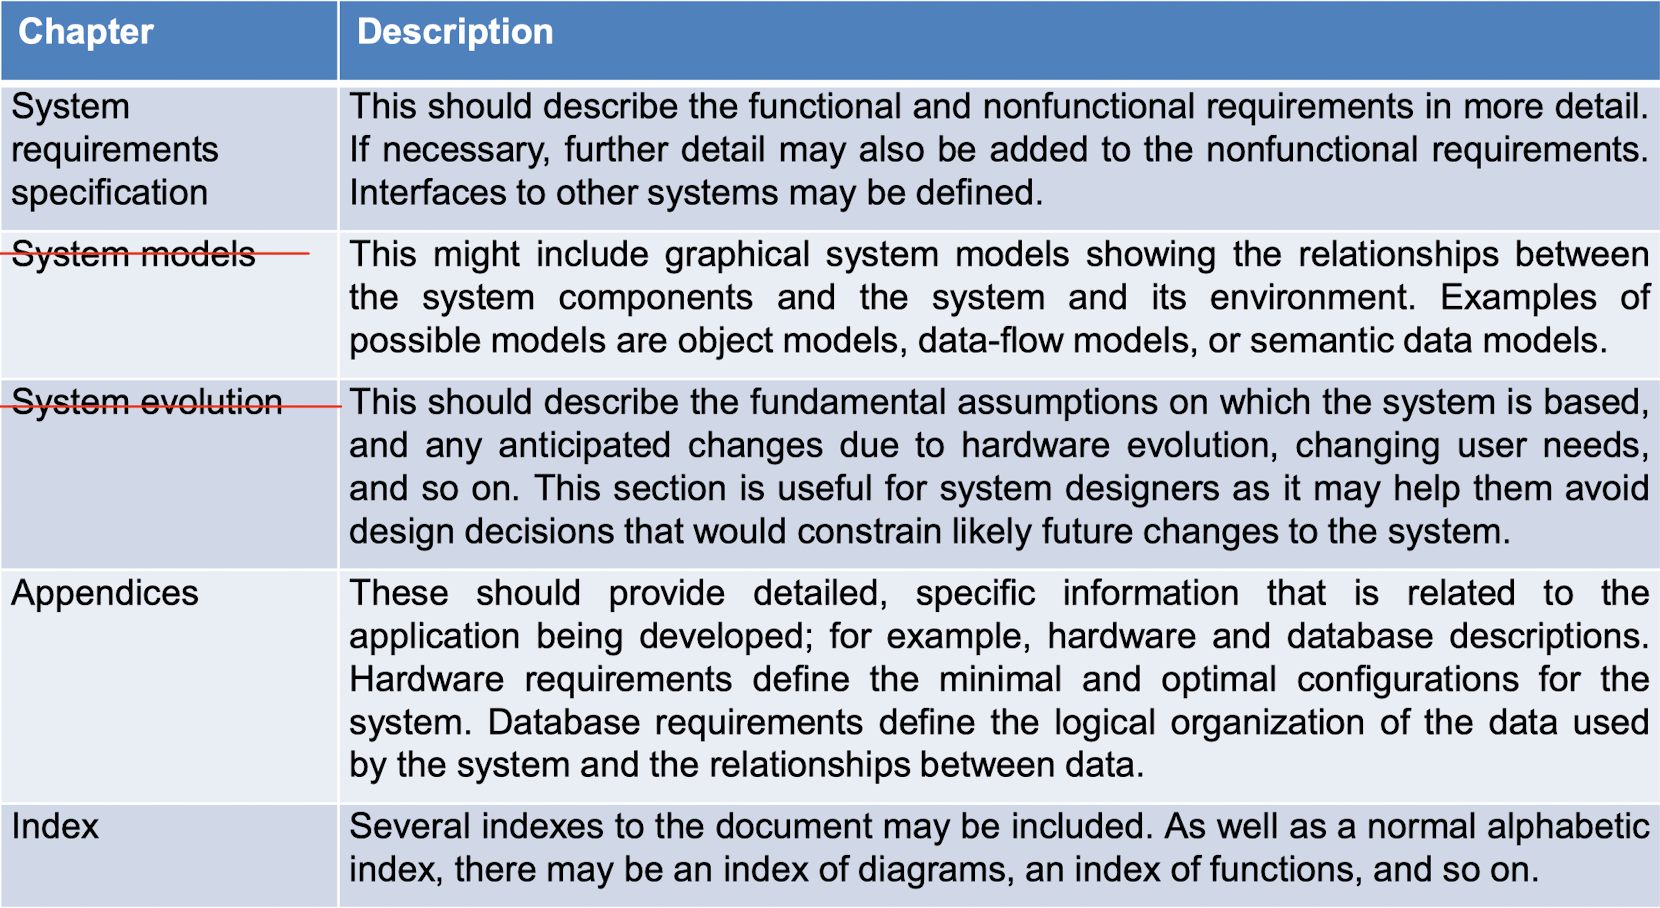 Chapter
Description
System
requirements
specification
This should describe the functional and nonfunctional requirements in more detail.
If necessary, further detail may also be added to the nonfunctional requirements.
Interfaces to other systems may be defined.
System models
This might include graphical system models showing the relationships between
the system components and the system and its environment. Examples of
possible models are object models, data-flow models, or semantic data models.
System evolution
This should describe the fundamental assumptions on which the system is based,
and any anticipated changes due to hardware evolution, changing user needs,
and so on. This section is useful for system designers as it may help them avoid
design decisions that would constrain likely future changes to the system.
Appendices
These should provide detailed, specific information that is related to the
application being developed; for example, hardware and database descriptions.
Hardware requirements define the minimal and optimal configurations for the
system. Database requirements define the logical organization of the data used
by the system and the relationships between data.
Index
Several indexes to the document may be included. As well as a normal alphabetic
index, there may be an index of diagrams, an index of functions, and so on.